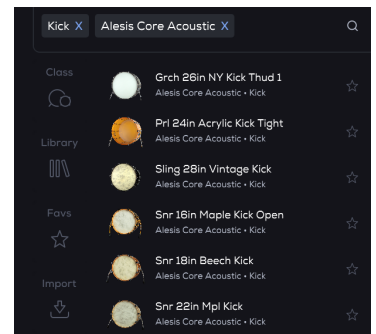 Kick X Alesis Core Acoustic X
Class
Grch 26in NY Kick Thud 1
Alesis Core Acoustic • Kick
Prl 24in Acrylic Kick Tight
Alesis Core Acoustic • Kick
Library
Sling 28in Vintage Kick
Alesis Core Acoustic • Kick
Favs
Snr 16in Maple Kick Open
Alesis Core Acoustic • Kick
Snr 18in Beech Kick
Alesis Core Acoustic • Kick
Import
Snr 22in Mpl Kick
Alesis Core Acoustic • Kick